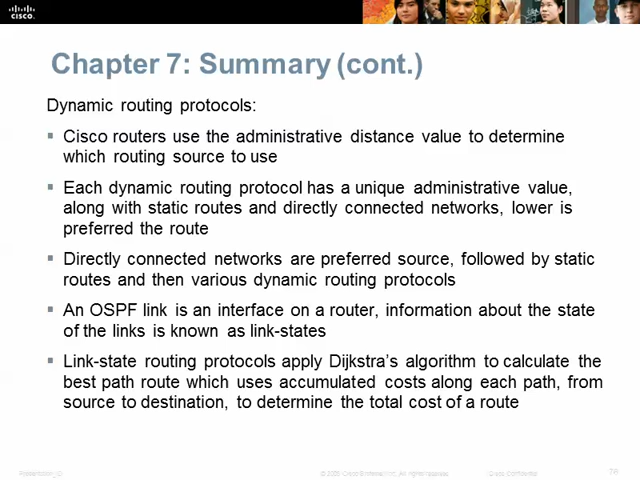 CISCO
Chapter 7: Summary (cont.)
Dynamic routing protocols:
Cisco routers use the administrative distance value to determine
which routing source to use
Each dynamic routing protocol has a unique administrative value,
along with static routes and directly connected networks, lower is
preferred the route
Directly connected networks are preferred source, followed by static
routes and then various dynamic routing protocols
An OSPF link is an interface on a router, information about the state
of the links is known as link-states
Link-state routing protocols apply Dijkstra's algorithm to calculate the
best path route which uses accumulated costs along each path, from
source to destination, to determine the total cost of a route
Presentation_ID
Cisco Confidential